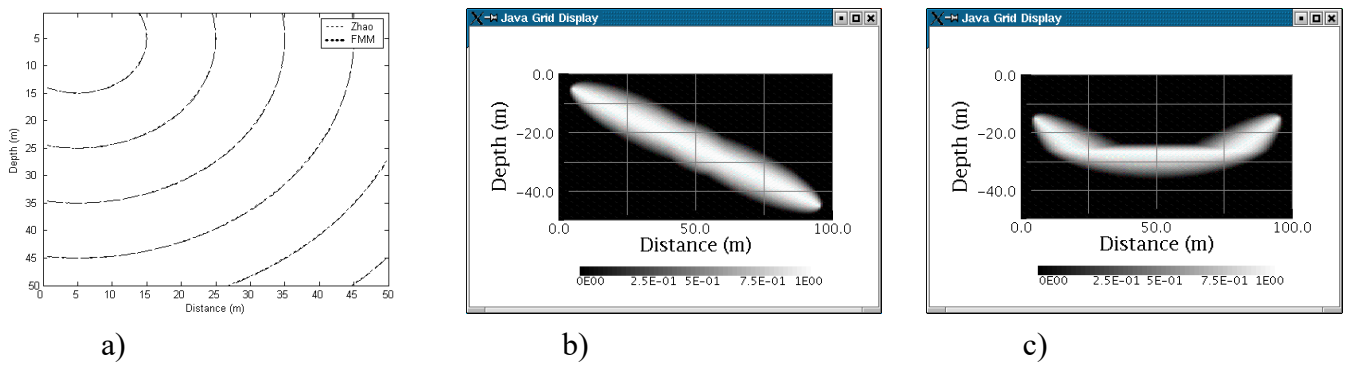 Zhao
FMM
5
10
15
20
25
30
35
40
45
50
Depth (m)
0 5 10 15 20 25 30 35 40 45 50
Distance (m)
a)
Java Grid Display
0.0
−20.0
−40.0
Depth (m)
0.0 50.0 100.0
Distance (m)
0E00 2.5E-01 5E-01 7.5E-01 1E00
b)
Java Grid Display
0.0
−20.0
−40.0
Depth (m)
0.0 50.0 100.0
Distance (m)
0E00 2.5E-01 5E-01 7.5E-01 1E00
c)